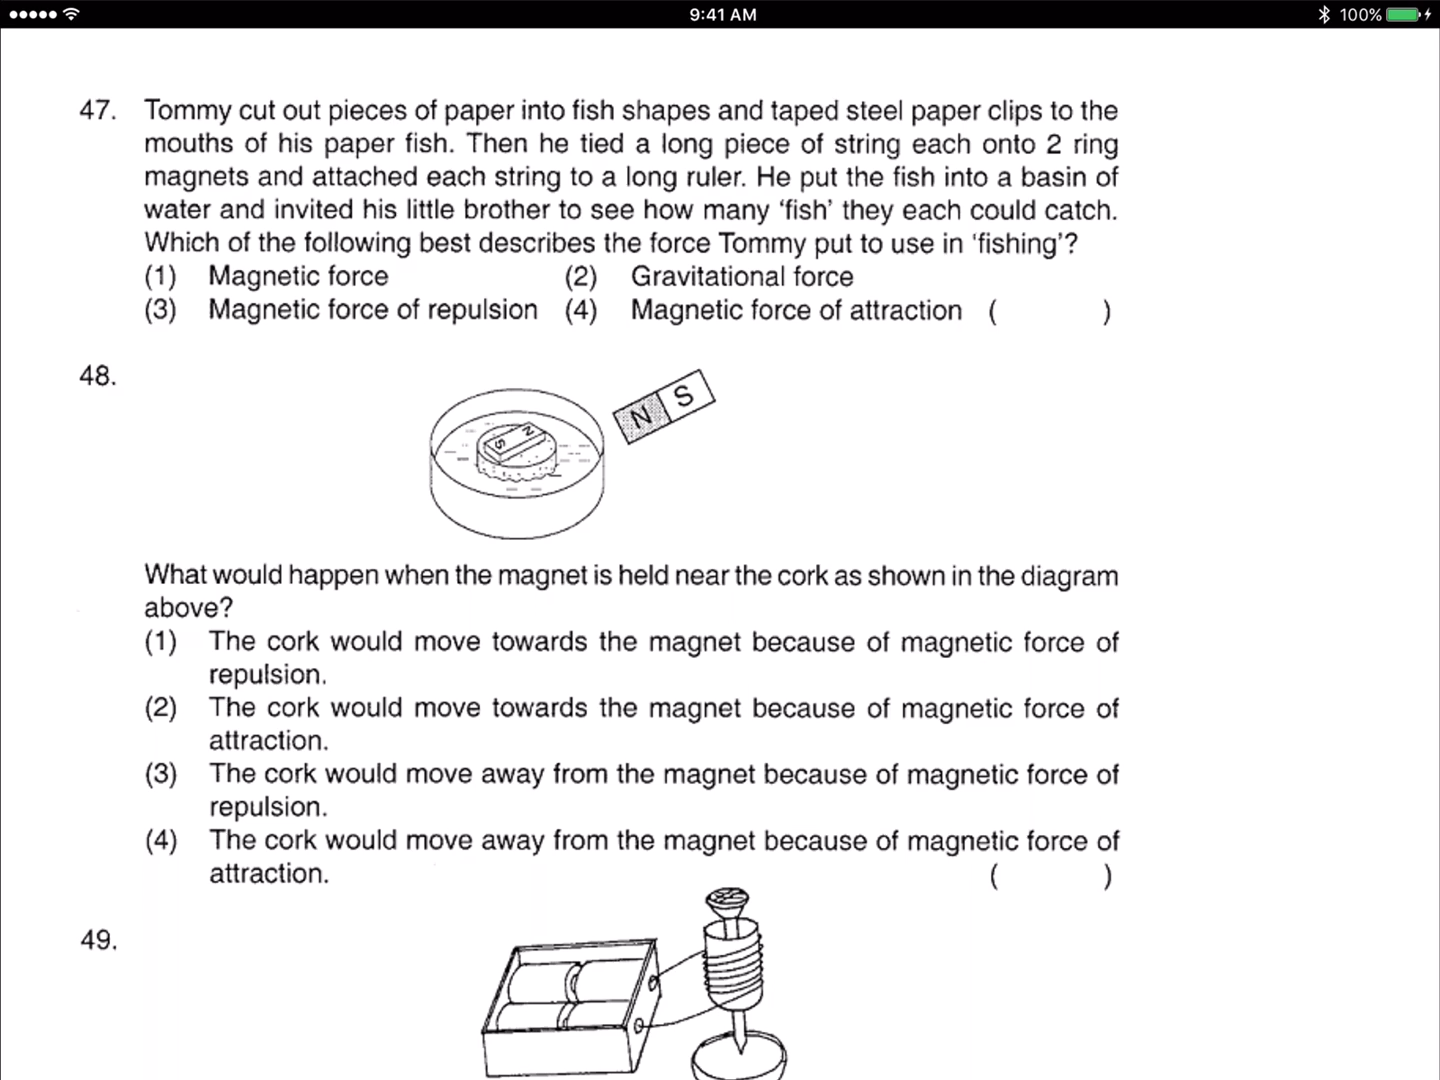 9:41 AM
100%
47. Tommy cut out pieces of paper into fish shapes and taped steel paper clips to the
mouths of his paper fish. Then he tied a long piece of string each onto 2 ring
magnets and attached each string to a long ruler. He put the fish into a basin of
water and invited his little brother to see how many ‘fish’ they each could catch.
Which of the following best describes the force Tommy put to use in ‘fishing’?
(1) Magnetic force (2) Gravitational force
(3) Magnetic force of repulsion (4) Magnetic force of attraction ( )
48.
N S
S N
What would happen when the magnet is held near the cork as shown in the diagram
above?
(1) The cork would move towards the magnet because of magnetic force of
repulsion.
(2) The cork would move towards the magnet because of magnetic force of
attraction.
(3) The cork would move away from the magnet because of magnetic force of
repulsion.
(4) The cork would move away from the magnet because of magnetic force of
attraction. ( )
49.